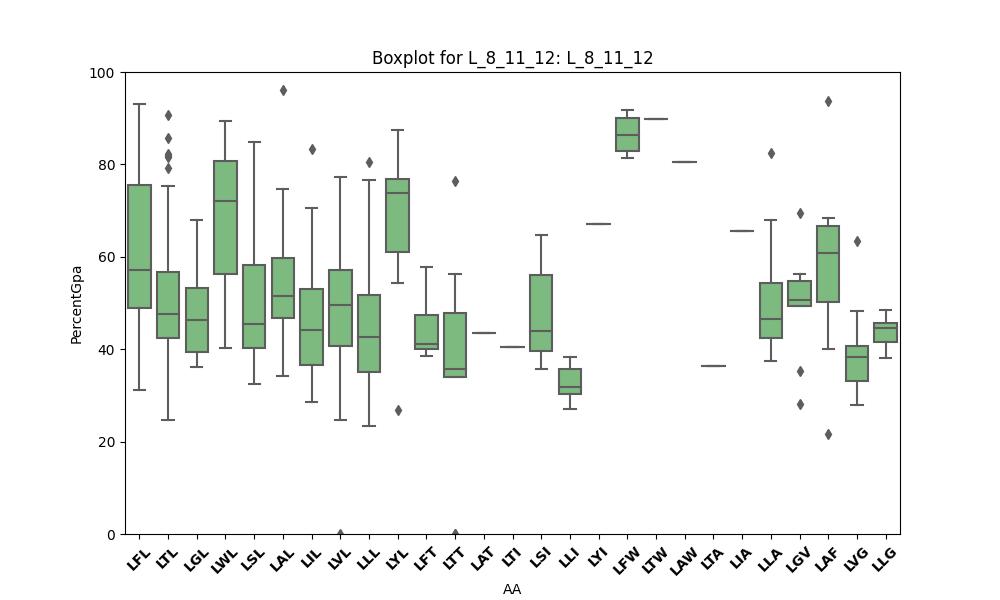 Boxplot for L_8_11_12: L_8_11_12
100
80
60
40
20
0
PercentGpa
LFL LTL LGL LWL LSL LAL LIL LVL LLL LYL LFT LTT LAT LTI LSI LLI LYI LFW LTW LAW LTA LIA LLA LGV LAF LVG LLG
AA